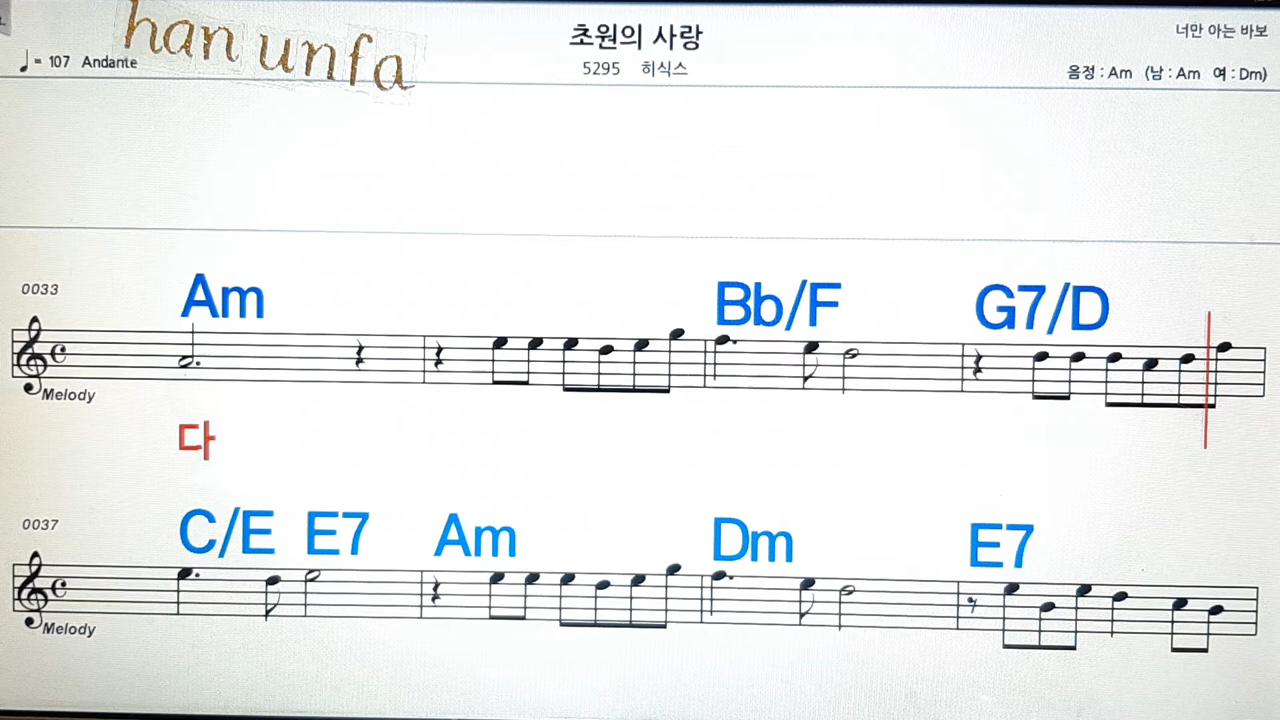 han unfa
♩ = 107 Andante
초원의 사랑
5295 히식스
너만 아는 바보
음정 : Am (남 : Am 여 : Dm)
0033
Am Bb/F G7/D
Melody
다
0037
C/E E7 Am Dm E7
Melody